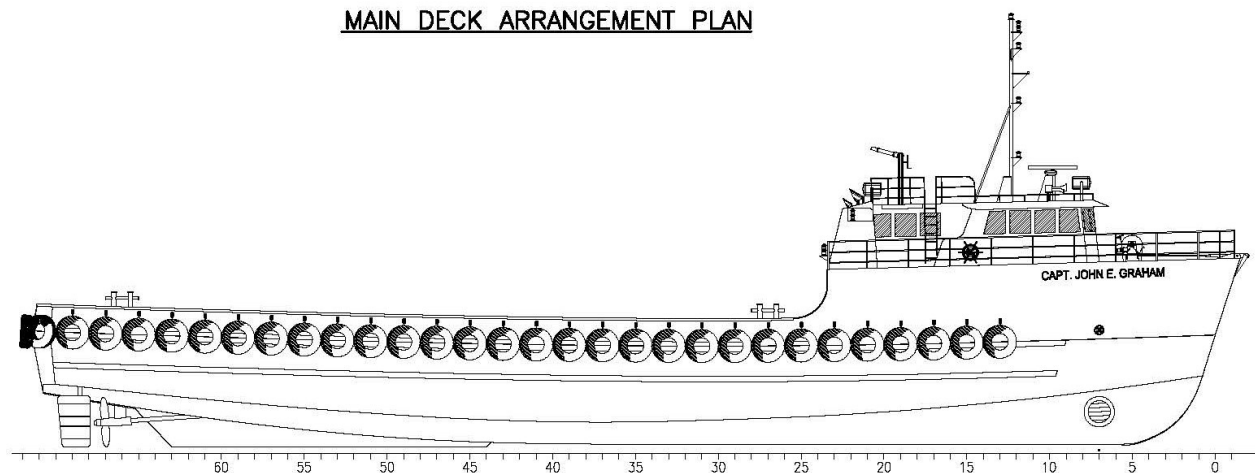 MAIN DECK ARRANGEMENT PLAN
CAPT. JOHN E. GRAHAM
60 55 50 45 40 35 30 25 20 15 10 5 0